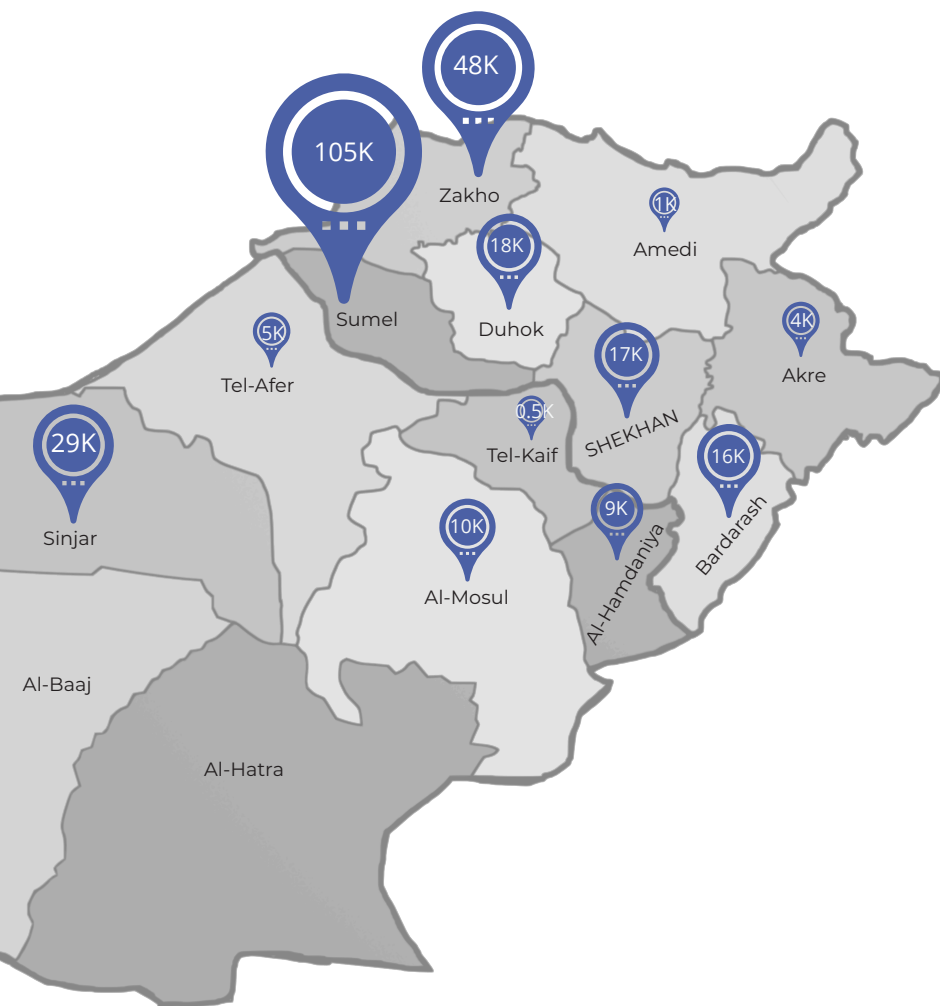 48K
Zakho
105K
Sumel
1K
Amedi
18K
Duhok
5K
Tel-Afer
17K
SHEKHAN
4K
Akre
0.5K
Tel-Kaif
29K
Sinjar
16K
Bardarash
9K
Al-Hamdaniya
10K
Al-Mosul
Al-Baaj
Al-Hatra